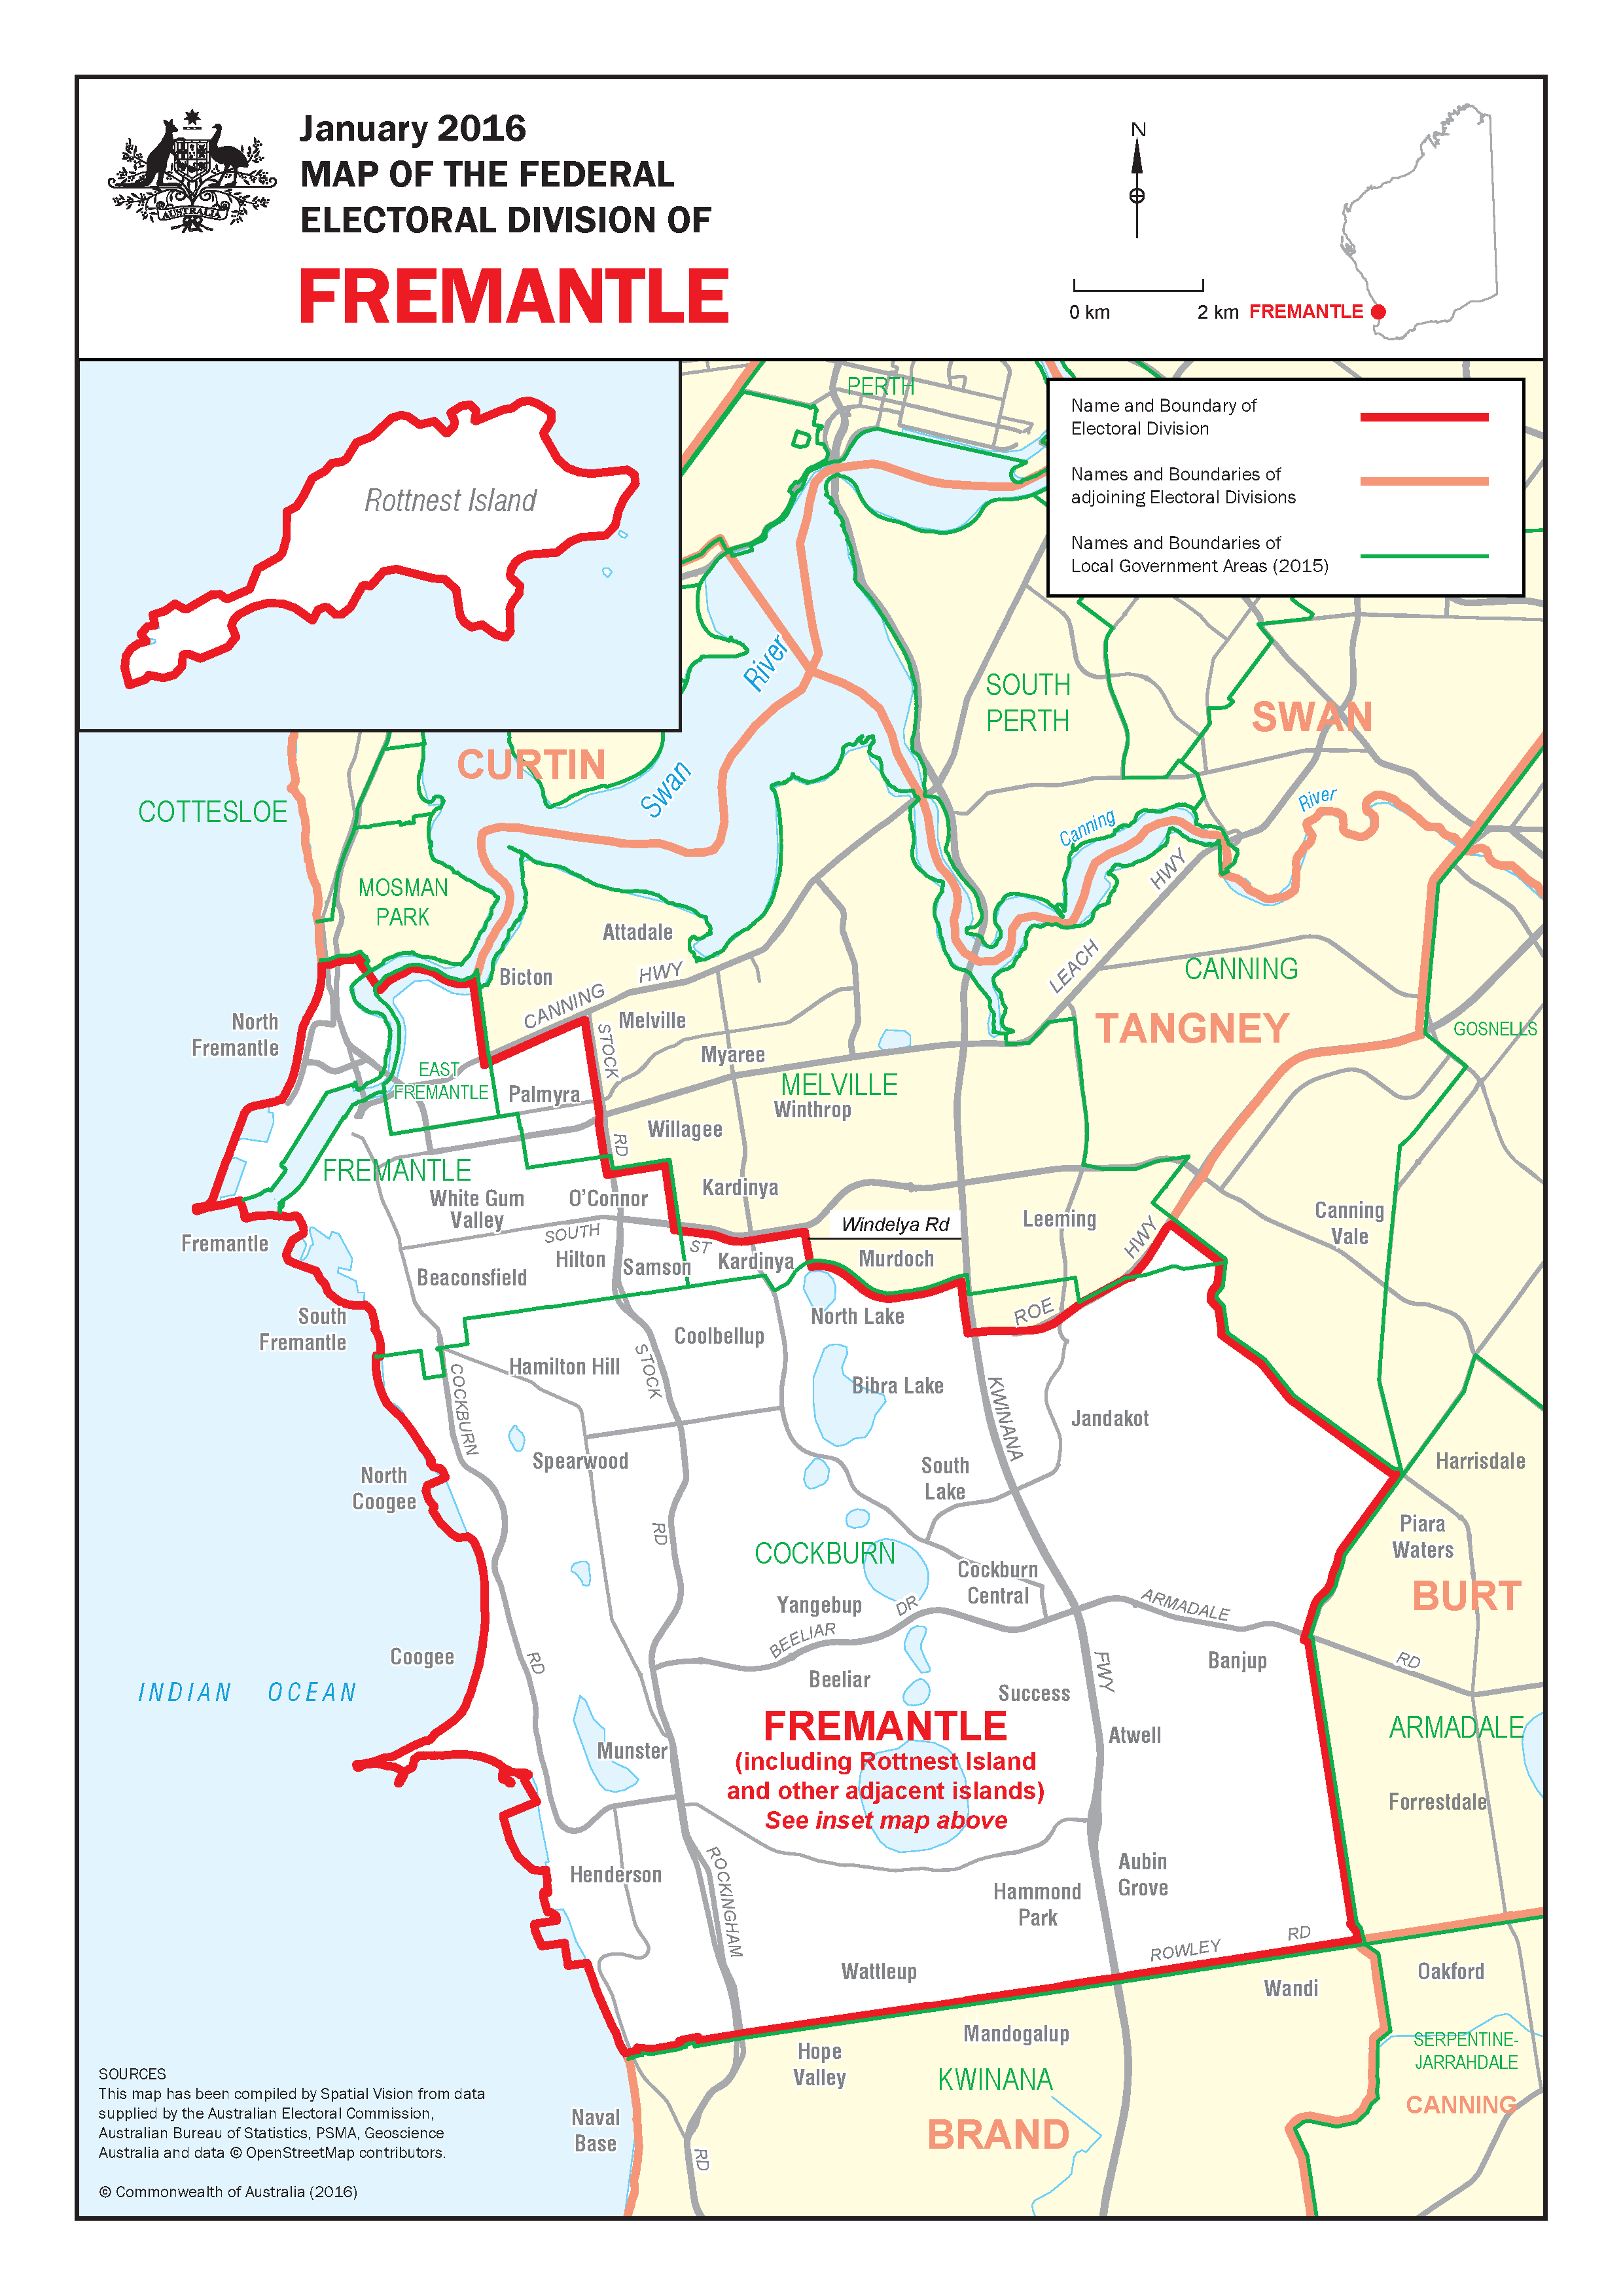 January 2016
MAP OF THE FEDERAL
ELECTORAL DIVISION OF
FREMANTLE
AUSTRALIA
N
0 km
2 km
FREMANTLE
Name and Boundary of
Electoral Division
Names and Boundaries of
adjoining Electoral Divisions
Names and Boundaries of
Local Government Areas (2015)
Rottnest Island
PERTH
River
Swan
SOUTH
PERTH
SWAN
CURTIN
COTTESLOE
Canning
River
HWY
MOSMAN
PARK
Attadale
Bicton
HWY
CANNING
LEACH
CANNING
TANGNEY
GOSNELLS
North
Fremantle
STOCK
Melville
Myaree
EAST
FREMANTLE
Palmyra
MELVILLE
Winthrop
Willagee
RD
FREMANTLE
White Gum
Valley
O'Connor
Kardinya
Windelya Rd
Leeming
HWY
Canning
Vale
Fremantle
SOUTH
ST
Hilton
Samson
Kardinya
Murdoch
Beaconsfield
South
Fremantle
North Lake
ROE
Coolbellup
Hamilton Hill
STOCK
COCKBURN
Bibra Lake
KWINANA
Jandakot
Spearwood
South
Lake
Harrisdale
North
Coogee
RD
Piara
Waters
COCKBURN
Cockburn
Central
BURT
Yangebup
DR
BEELIAR
ARMADALE
Coogee
RD
Beeliar
Success
FWY
Banjup
RD
INDIAN OCEAN
FREMANTLE
(including Rottnest Island
and other adjacent islands)
See inset map above
Atwell
ARMADALE
Munster
Forrestdale
Henderson
ROCKINGHAM
Aubin
Grove
Hammond
Park
RD
ROWLEY
Wattleup
Wandi
Oakford
Mandogalup
Hope
Valley
KWINANA
SERPENTINE-
JARRAHDALE
CANNING
BRAND
Naval
Base
RD
SOURCES
This map has been compiled by Spatial Vision from data
supplied by the Australian Electoral Commission,
Australian Bureau of Statistics, PSMA, Geoscience
Australia and data © OpenStreetMap contributors.
© Commonwealth of Australia (2016)